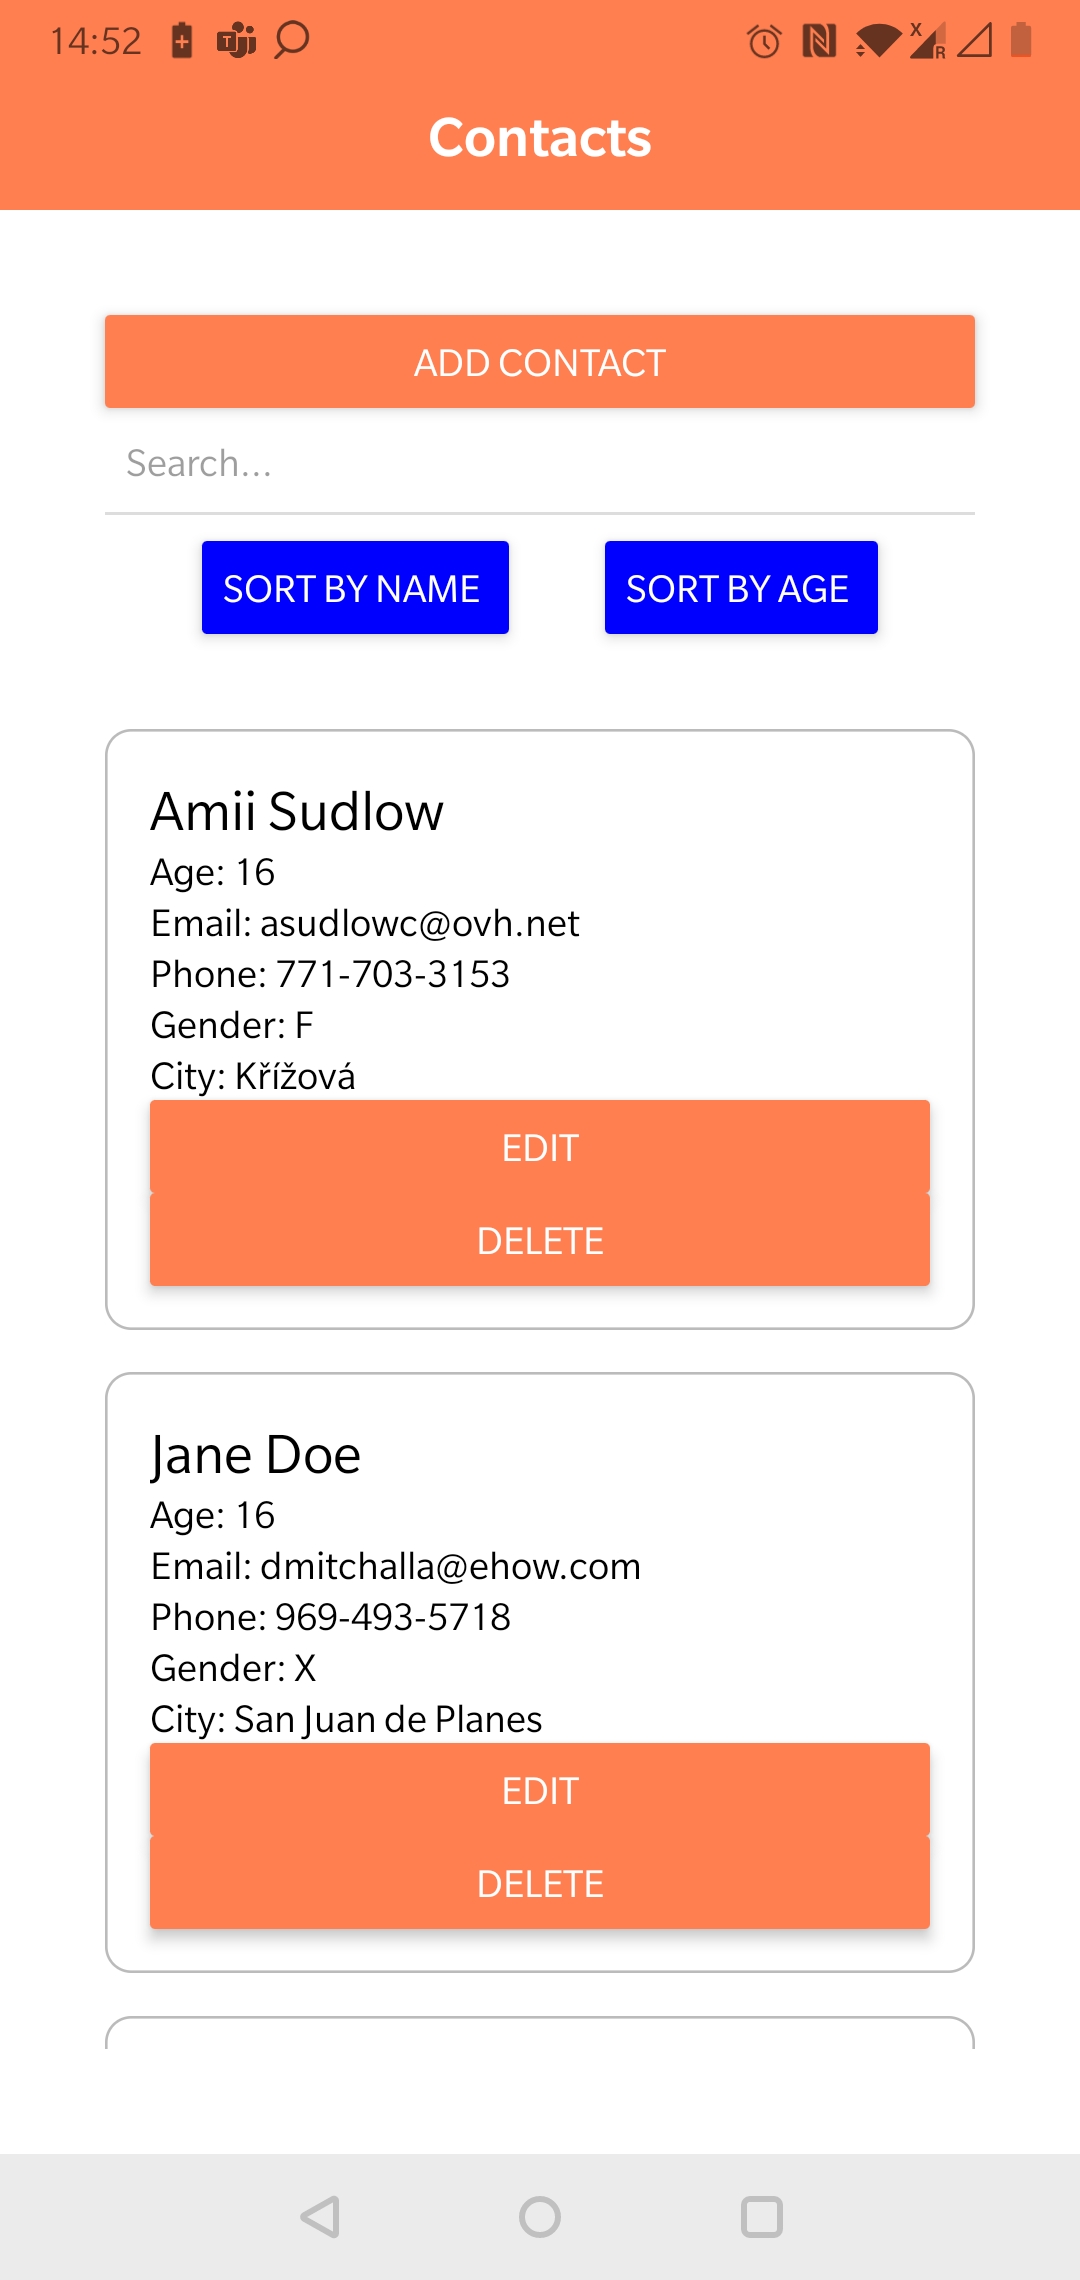 14:52
Contacts
ADD CONTACT
Search...
SORT BY NAME
SORT BY AGE
Amii Sudlow
Age: 16
Email: asudlowc@ovh.net
Phone: 771-703-3153
Gender: F
City: Křížová
EDIT
DELETE
Jane Doe
Age: 16
Email: dmitchalla@ehow.com
Phone: 969-493-5718
Gender: X
City: San Juan de Planes
EDIT
DELETE